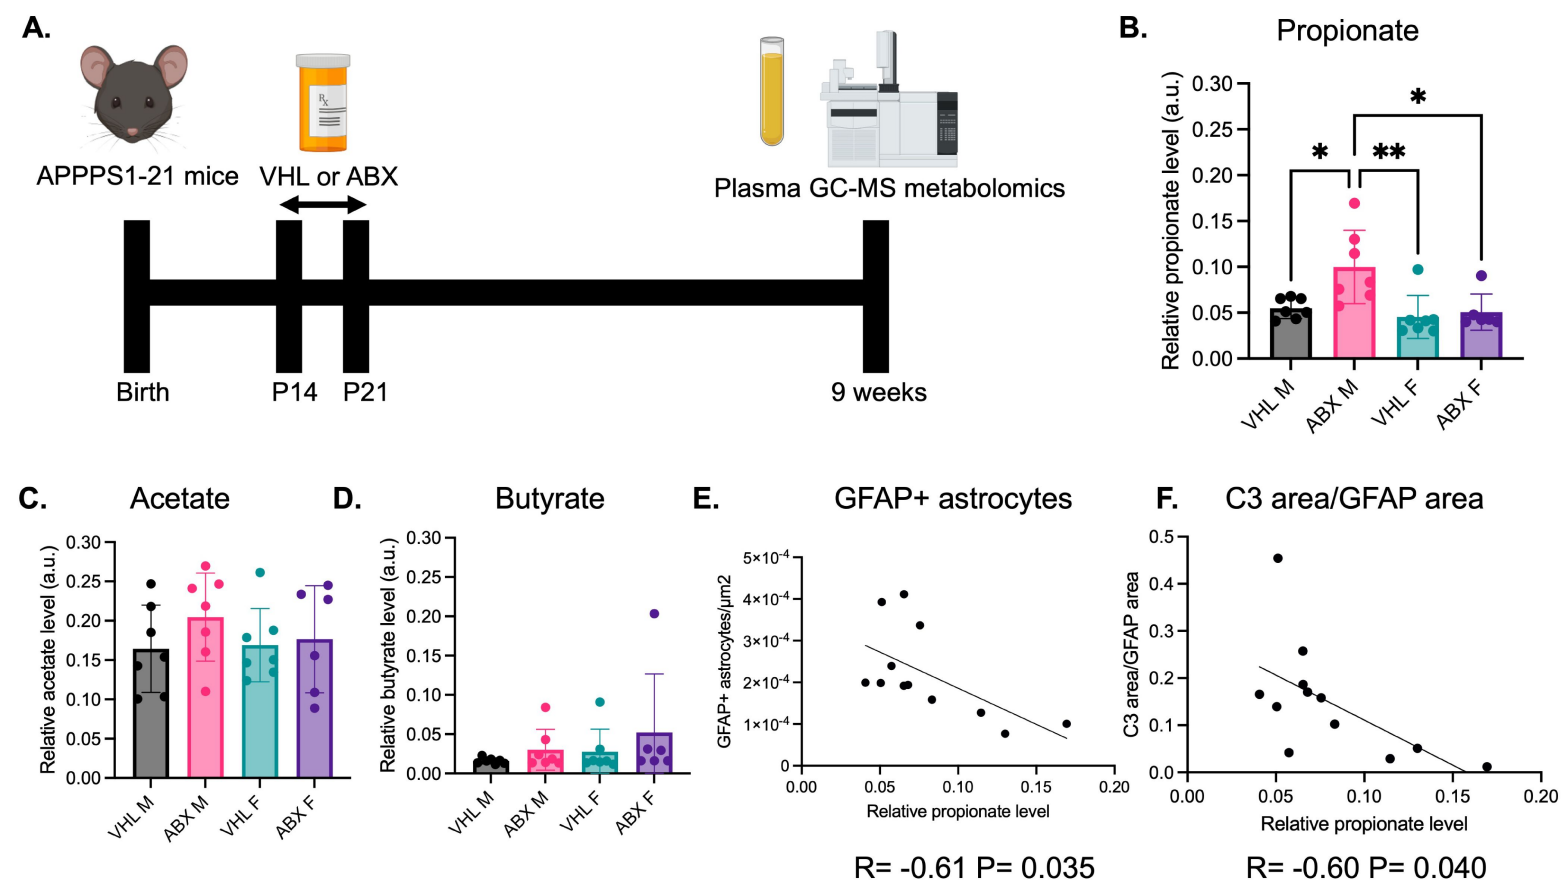 A.
APPPS1-21 mice
Rx
VHL or ABX
Plasma GC-MS metabolomics
Birth
P14
P21
9 weeks
B.
Propionate
Relative propionate level (a.u.)
0.30
0.25
0.20
0.15
0.10
0.05
0.00
*
*
**
VHL M
ABX M
VHL F
ABX F
C.
Acetate
Relative acetate level (a.u.)
0.30
0.25
0.20
0.15
0.10
0.05
0.00
VHL M
ABX M
VHL F
ABX F
D.
Butyrate
Relative butyrate level (a.u.)
0.30
0.25
0.20
0.15
0.10
0.05
0.00
VHL M
ABX M
VHL F
ABX F
E.
GFAP+ astrocytes
GFAP+ astrocytes/µm2
5×10⁻⁴
4×10⁻⁴
3×10⁻⁴
2×10⁻⁴
1×10⁻⁴
0
0.00
0.05
0.10
0.15
0.20
Relative propionate level
R= -0.61 P= 0.035
F.
C3 area/GFAP area
C3 area/GFAP area
0.5
0.4
0.3
0.2
0.1
0.0
0.00
0.05
0.10
0.15
0.20
Relative propionate level
R= -0.60 P= 0.040